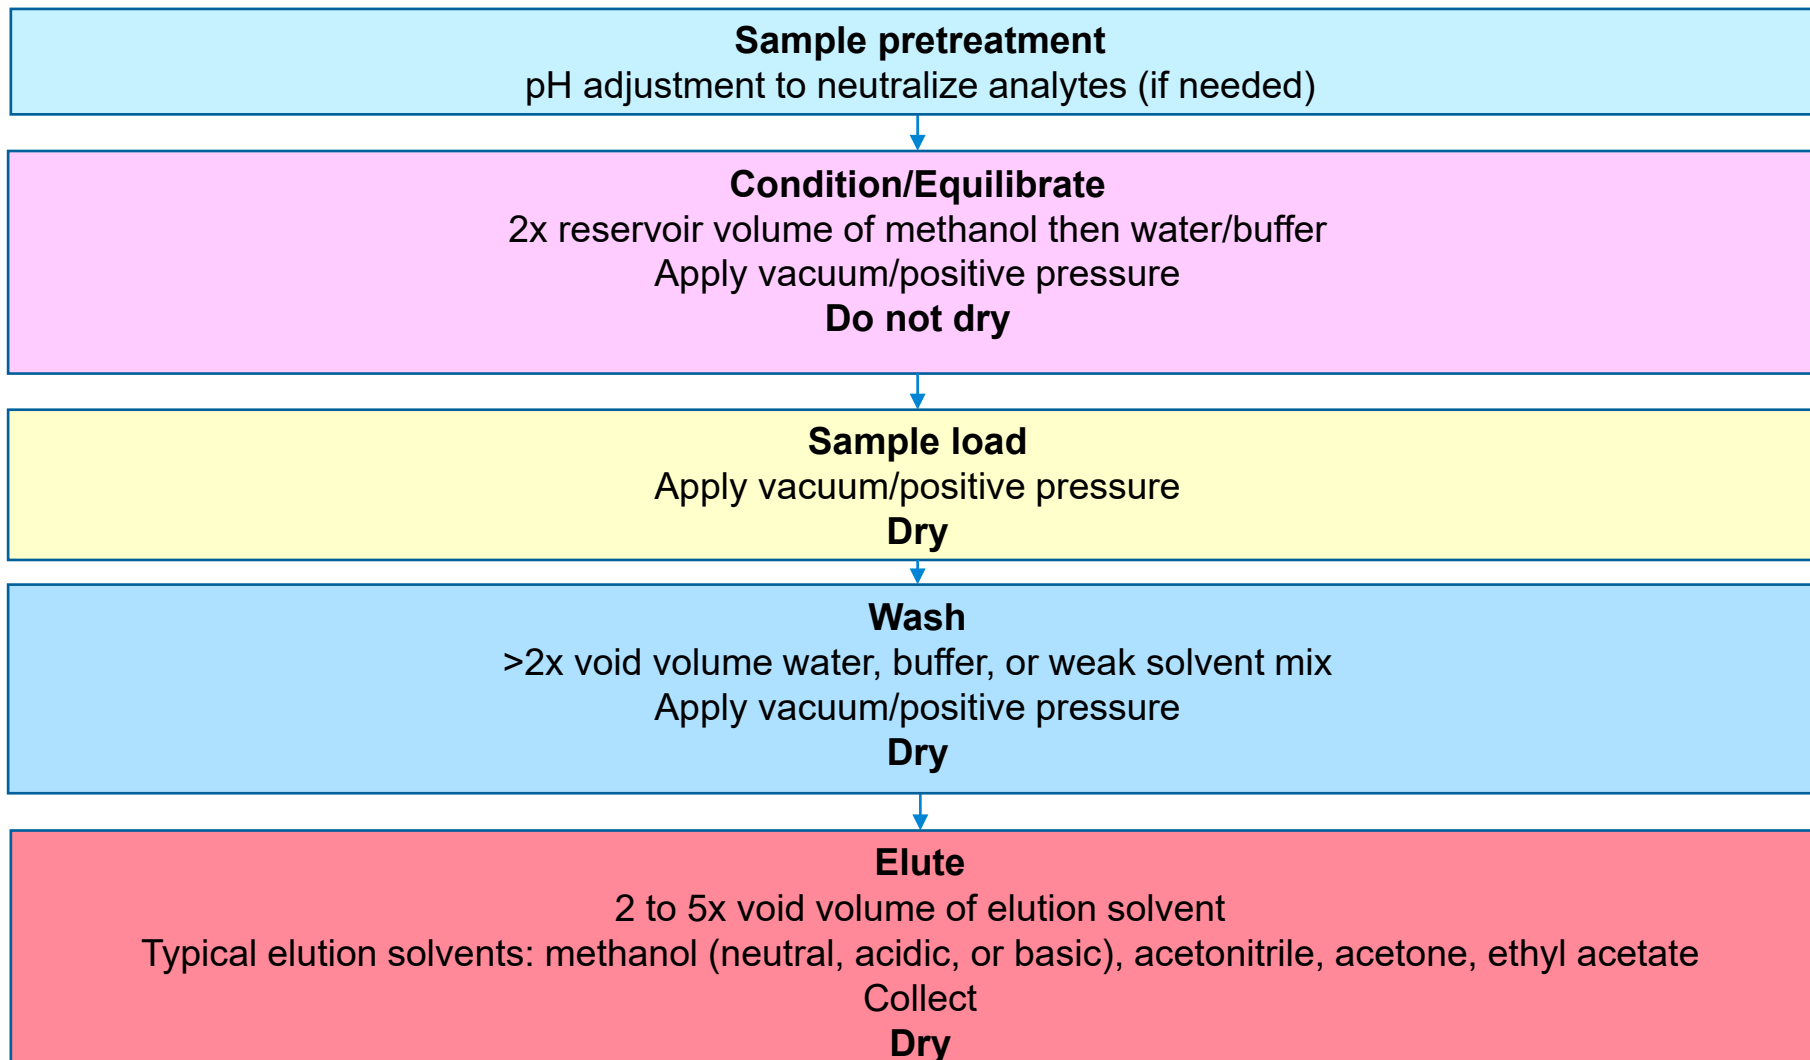 Sample pretreatment
pH adjustment to neutralize analytes (if needed)
Condition/Equilibrate
2x reservoir volume of methanol then water/buffer
Apply vacuum/positive pressure
Do not dry
Sample load
Apply vacuum/positive pressure
Dry
Wash
>2x void volume water, buffer, or weak solvent mix
Apply vacuum/positive pressure
Dry
Elute
2 to 5x void volume of elution solvent
Typical elution solvents: methanol (neutral, acidic, or basic), acetonitrile, acetone, ethyl acetate
Collect
Dry